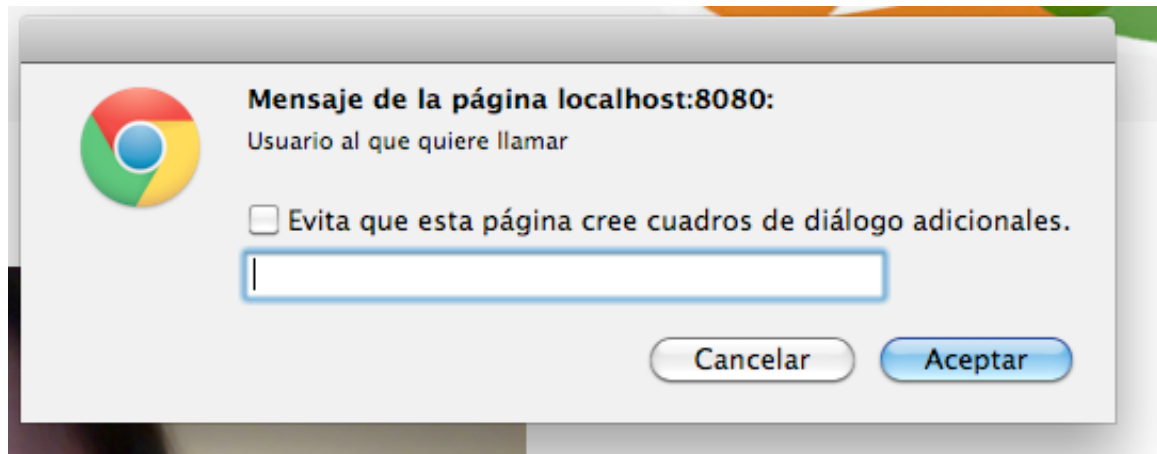 Mensaje de la página localhost:8080:
Usuario al que quiere llamar
Evita que esta página cree cuadros de diálogo adicionales.
Cancelar
Aceptar